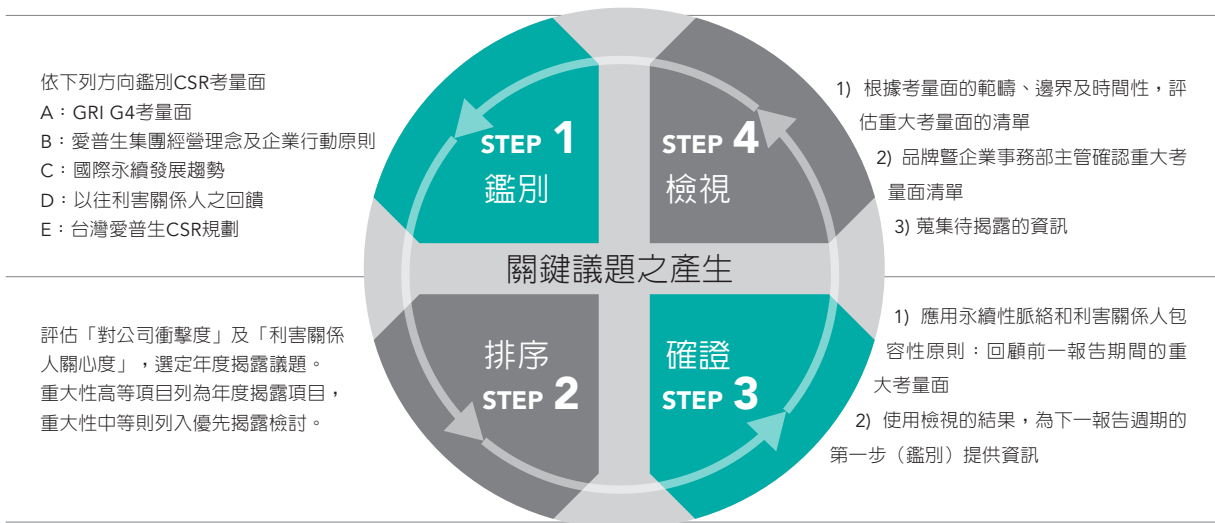 依下列方向鑑別CSR考量面
A：GRI G4考量面
B：愛普生集團經營理念及企業行動原則
C：國際永續發展趨勢
D：以往利害關係人之回饋
E：台灣愛普生CSR規劃
STEP 1
鑑別
評估「對公司衝擊度」及「利害關係
人關心度」，選定年度揭露議題。
重大性高等項目列為年度揭露項目，
重大性中等則列入優先揭露檢討。
排序
STEP 2
關鍵議題之產生
確證
STEP 3
1) 應用永續性脈絡和利害關係人包
容性原則：回顧前一報告期間的重
大考量面
2) 使用檢視的結果，為下一報告週期的
第一步（鑑別）提供資訊
STEP 4
檢視
1) 根據考量面的範疇、邊界及時間性，評
估重大考量面的清單
2) 品牌暨企業事務部主管確認重大考
量面清單
3) 蒐集待揭露的資訊